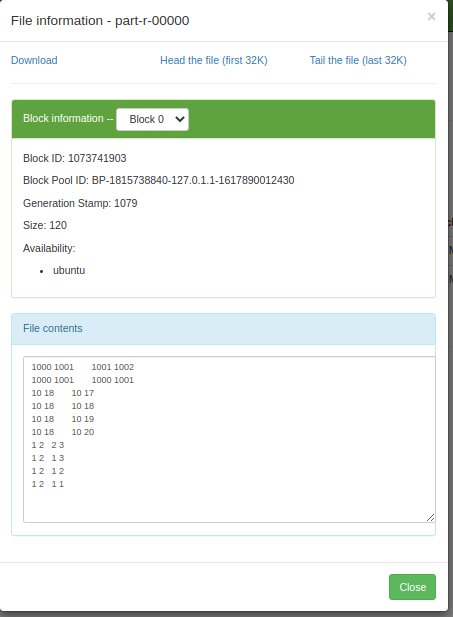 File information - part-r-00000
×
Download Head the file (first 32K) Tail the file (last 32K)
Block information -- Block 0
Block ID: 1073741903
Block Pool ID: BP-1815738840-127.0.1.1-1617890012430
Generation Stamp: 1079
Size: 120
Availability:
• ubuntu
File contents
1000 1001 1001 1002
1000 1001 1000 1001
10 18 10 17
10 18 10 18
10 18 10 19
10 18 10 20
1 2 2 3
1 2 1 3
1 2 1 2
1 2 1 1
Close